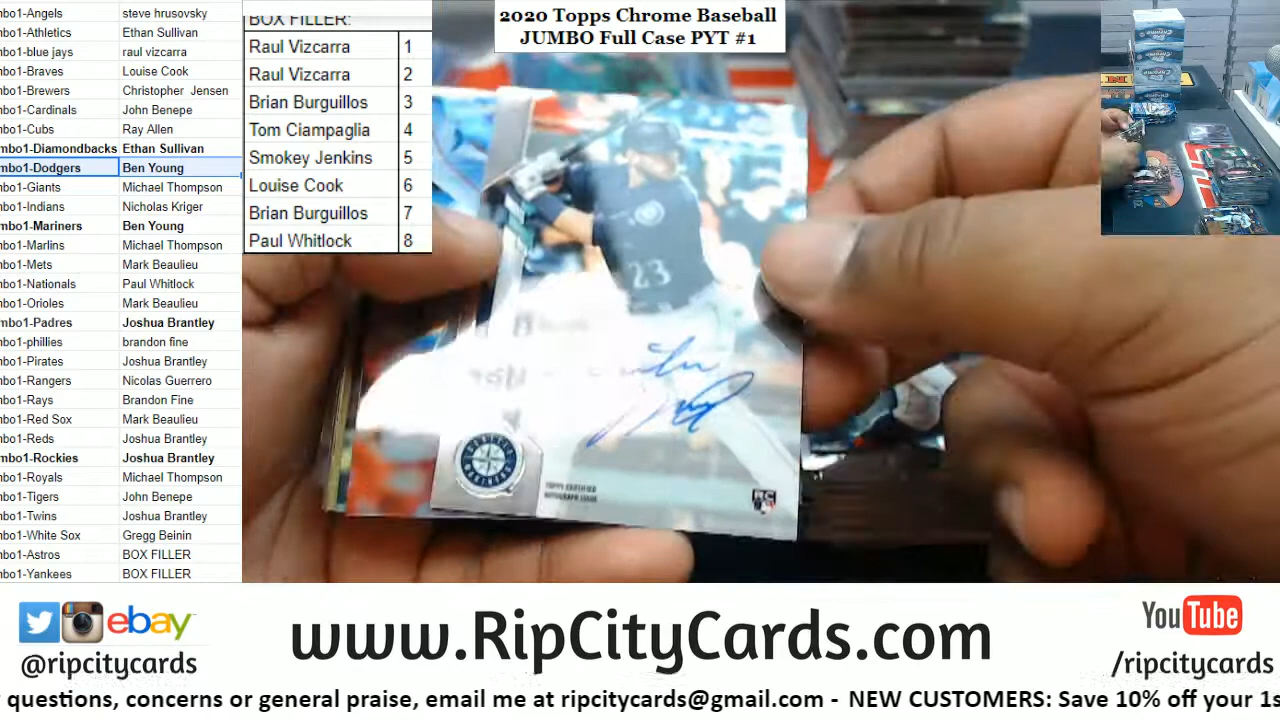 mbo1-Angels steve hrusovsky
mbo1-Athletics Ethan Sullivan
mbo1-blue jays raul vizcarra
mbo1-Braves Louise Cook
mbo1-Brewers Christopher Jensen
mbo1-Cardinals John Benepe
mbo1-Cubs Ray Allen
mbo1-Diamondbacks Ethan Sullivan
mbo1-Dodgers Ben Young
mbo1-Giants Michael Thompson
mbo1-Indians Nicholas Kriger
mbo1-Mariners Ben Young
mbo1-Marlins Michael Thompson
mbo1-Mets Mark Beaulieu
mbo1-Nationals Paul Whitlock
mbo1-Orioles Mark Beaulieu
mbo1-Padres Joshua Brantley
mbo1-phillies brandon fine
mbo1-Pirates Joshua Brantley
mbo1-Rangers Nicolas Guerrero
mbo1-Rays Brandon Fine
mbo1-Red Sox Mark Beaulieu
mbo1-Reds Joshua Brantley
mbo1-Rockies Joshua Brantley
mbo1-Royals Michael Thompson
mbo1-Tigers John Benepe
mbo1-Twins Joshua Brantley
mbo1-White Sox Gregg Beinin
mbo1-Astros BOX FILLER
mbo1-Yankees BOX FILLER
BOX FILLER:
Raul Vizcarra 1
Raul Vizcarra 2
Brian Burguillos 3
Tom Ciampaglia 4
Smokey Jenkins 5
Louise Cook 6
Brian Burguillos 7
Paul Whitlock 8
2020 Topps Chrome Baseball
JUMBO Full Case PYT #1
23
TOPPS CERTIFIED
AUTOGRAPH ISSUE
RC
ebay
@ripcitycards
www.RipCityCards.com
YouTube
/ripcitycards
questions, concerns or general praise, email me at ripcitycards@gmail.com - NEW CUSTOMERS: Save 10% off your 1s